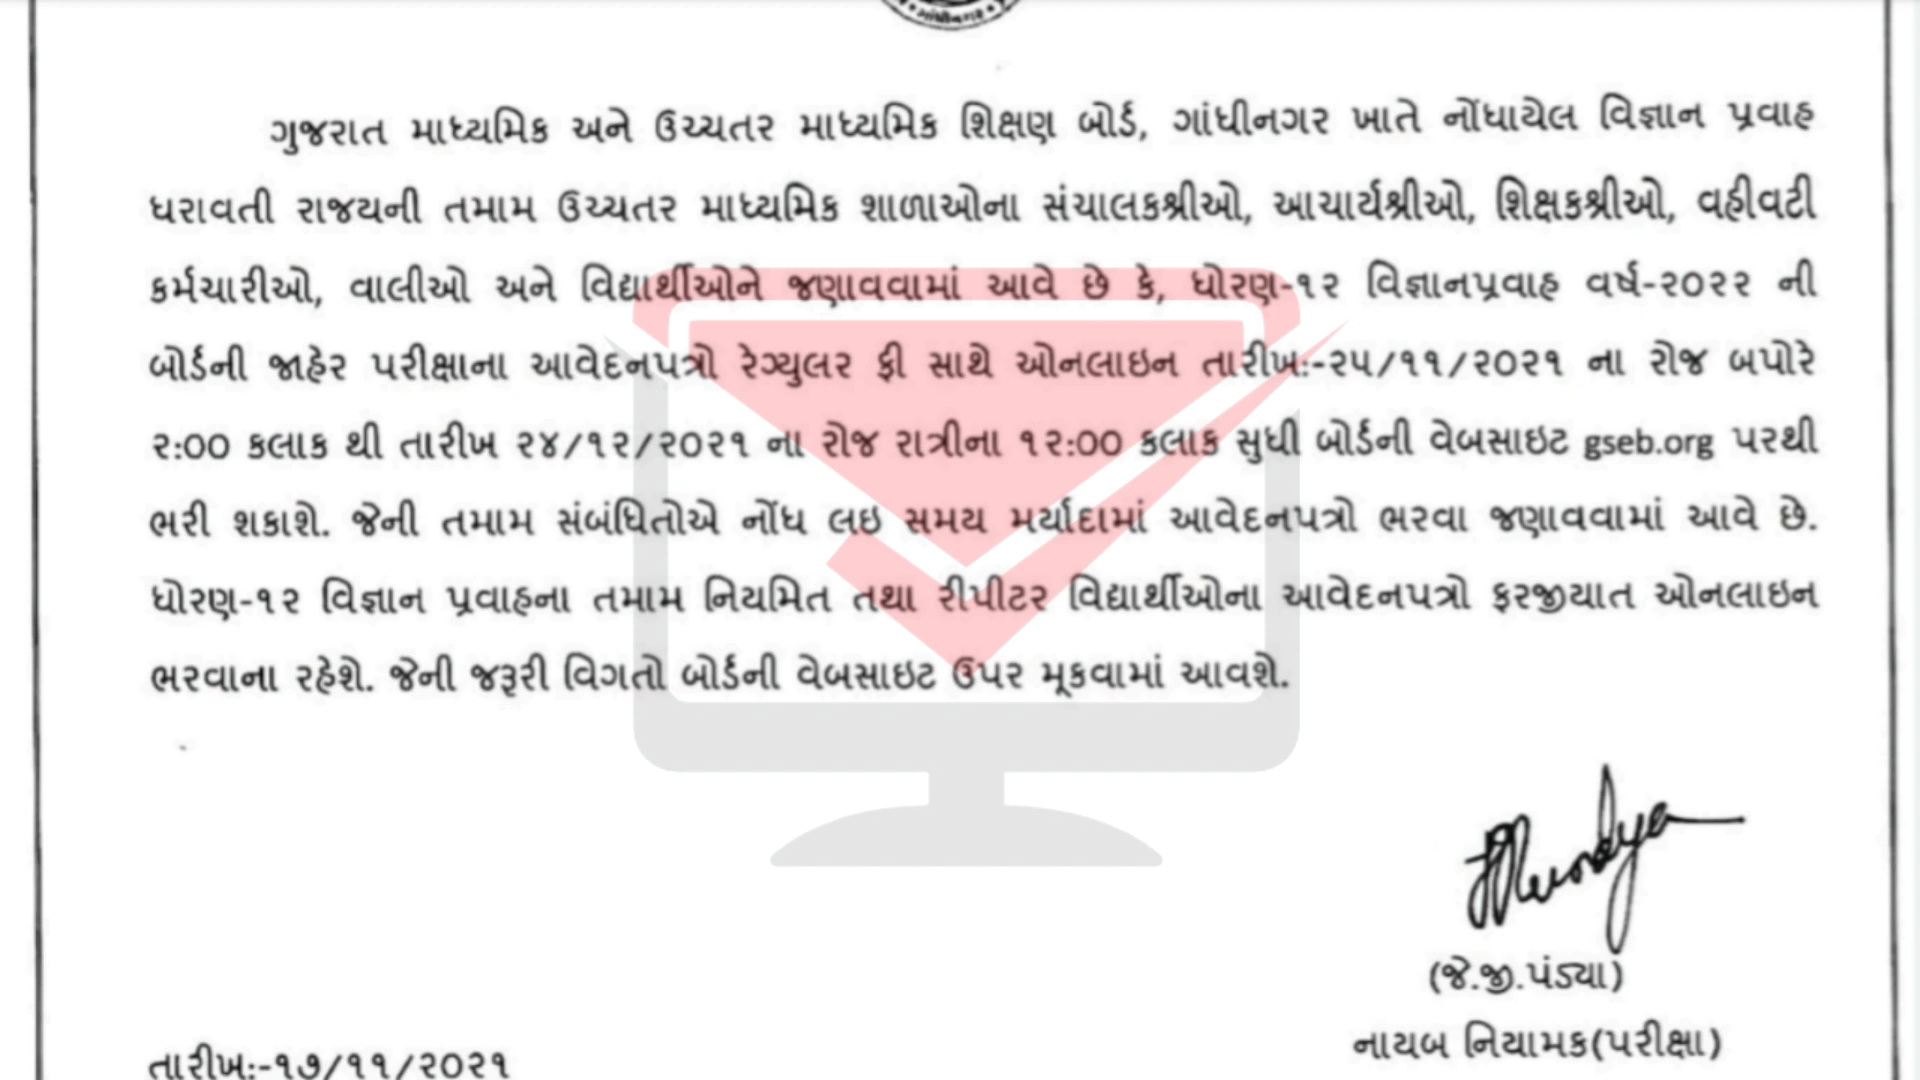 ગાંધીનગર
ગુજરાત માધ્યમિક અને ઉચ્ચતર માધ્યમિક શિક્ષણ બોર્ડ, ગાંધીનગર ખાતે નોંધાયેલ વિજ્ઞાન પ્રવાહ
ધરાવતી રાજયની તમામ ઉચ્ચતર માધ્યમિક શાળાઓના સંચાલકશ્રીઓ, આચાર્યશ્રીઓ, શિક્ષકશ્રીઓ, વહીવટી
કર્મચારીઓ, વાલીઓ અને વિદ્યાર્થીઓને જણાવવામાં આવે છે કે, ધોરણ-૧૨ વિજ્ઞાનપ્રવાહ વર્ષ-૨૦૨૨ ની
બોર્ડની જાહેર પરીક્ષાના આવેદનપત્રો રેગ્યુલર ફી સાથે ઓનલાઇન તારીખ:-૨૫/૧૧/૨૦૨૧ ના રોજ બપોરે
૨:૦૦ કલાક થી તારીખ ૨૪/૧૨/૨૦૨૧ ના રોજ રાત્રીના ૧૨:૦૦ કલાક સુધી બોર્ડની વેબસાઇટ gseb.org પરથી
ભરી શકાશે. જેની તમામ સંબંધિતોએ નોંધ લઇ સમય મર્યાદામાં આવેદનપત્રો ભરવા જણાવવામાં આવે છે.
ધોરણ-૧૨ વિજ્ઞાન પ્રવાહના તમામ નિયમિત તથા રીપીટર વિદ્યાર્થીઓના આવેદનપત્રો ફરજીયાત ઓનલાઇન
ભરવાના રહેશે. જેની જરૂરી વિગતો બોર્ડની વેબસાઇટ ઉપર મૂકવામાં આવશે.
(જે.જી.પંડ્યા)
નાયબ નિયામક(પરીક્ષા)
તારીખ:-૧૭/૧૧/૨૦૨૧